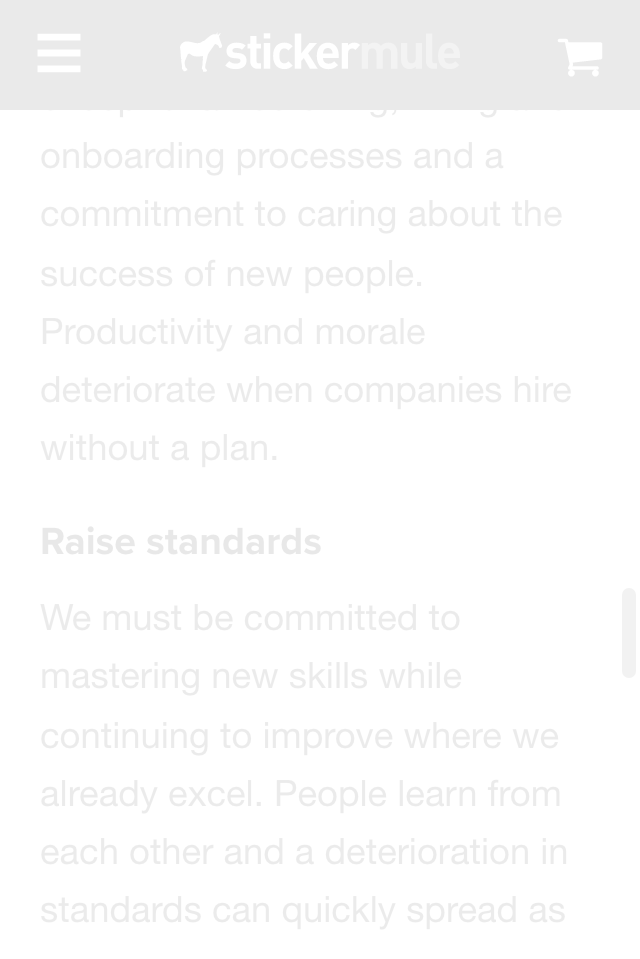 stickermule
onboarding processes and a
commitment to caring about the
success of new people.
Productivity and morale
deteriorate when companies hire
without a plan.
Raise standards
We must be committed to
mastering new skills while
continuing to improve where we
already excel. People learn from
each other and a deterioration in
standards can quickly spread as